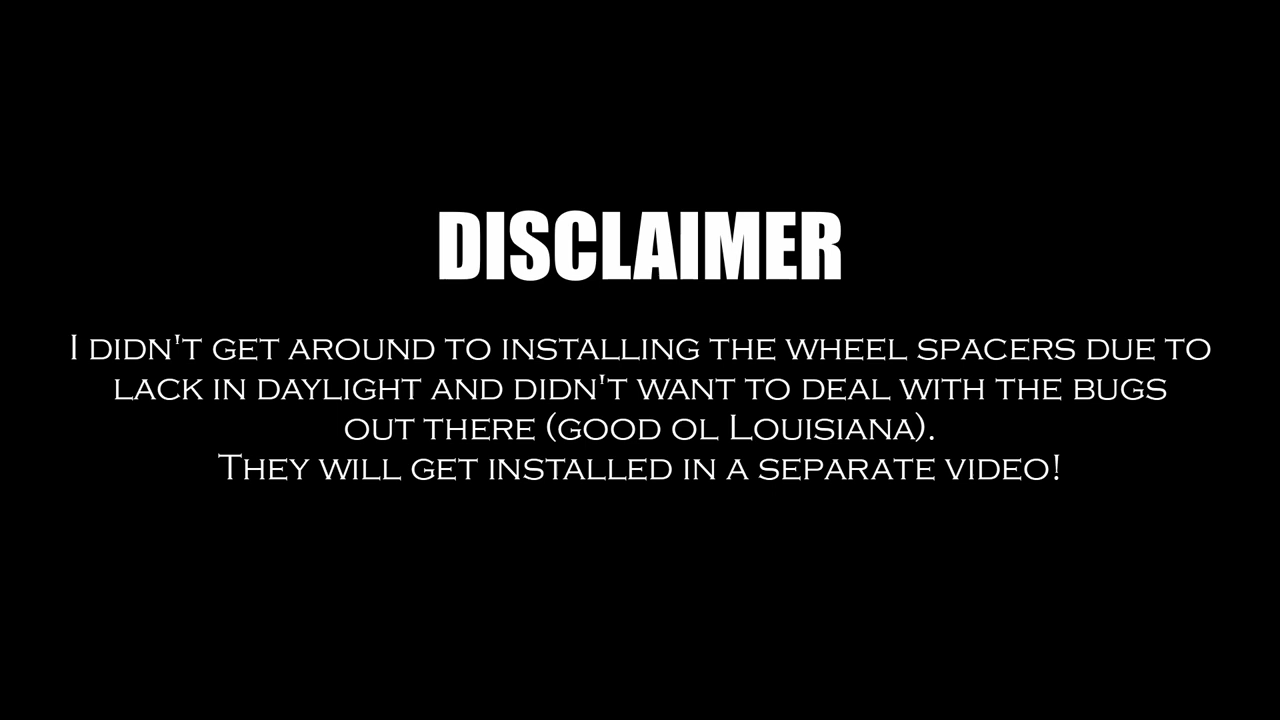 DISCLAIMER
I DIDN'T GET AROUND TO INSTALLING THE WHEEL SPACERS DUE TO
LACK IN DAYLIGHT AND DIDN'T WANT TO DEAL WITH THE BUGS
OUT THERE (GOOD OL LOUISIANA).
THEY WILL GET INSTALLED IN A SEPARATE VIDEO!